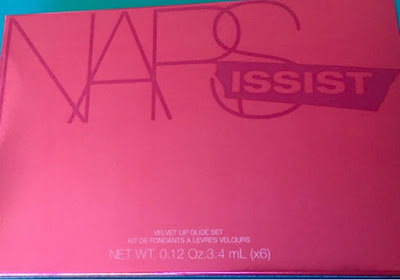 NARS
ISSIST
VELVET LIP GLIDE SET
KIT DE FONDANTS A LEVRES VELOURS
NET WT. 0.12 Oz.3.4 mL (x6)